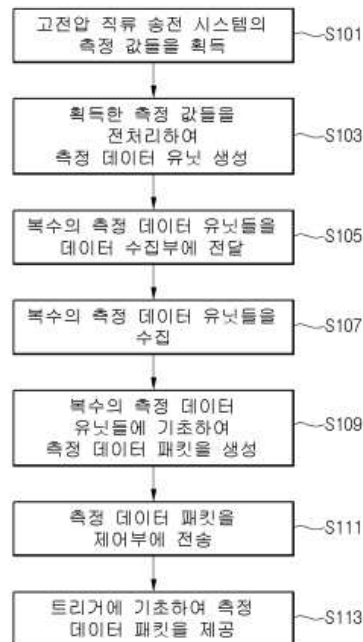 고전압 직류 송전 시스템의
측정 값들을 획득
S101
획득한 측정 값들을
전처리하여
측정 데이터 유닛 생성
S103
복수의 측정 데이터 유닛들을
데이터 수집부에 전달
S105
복수의 측정 데이터 유닛들을
수집
S107
복수의 측정 데이터
유닛들에 기초하여
측정 데이터 패킷을 생성
S109
측정 데이터 패킷을
제어부에 전송
S111
트리거에 기초하여 측정
데이터 패킷을 제공
S113